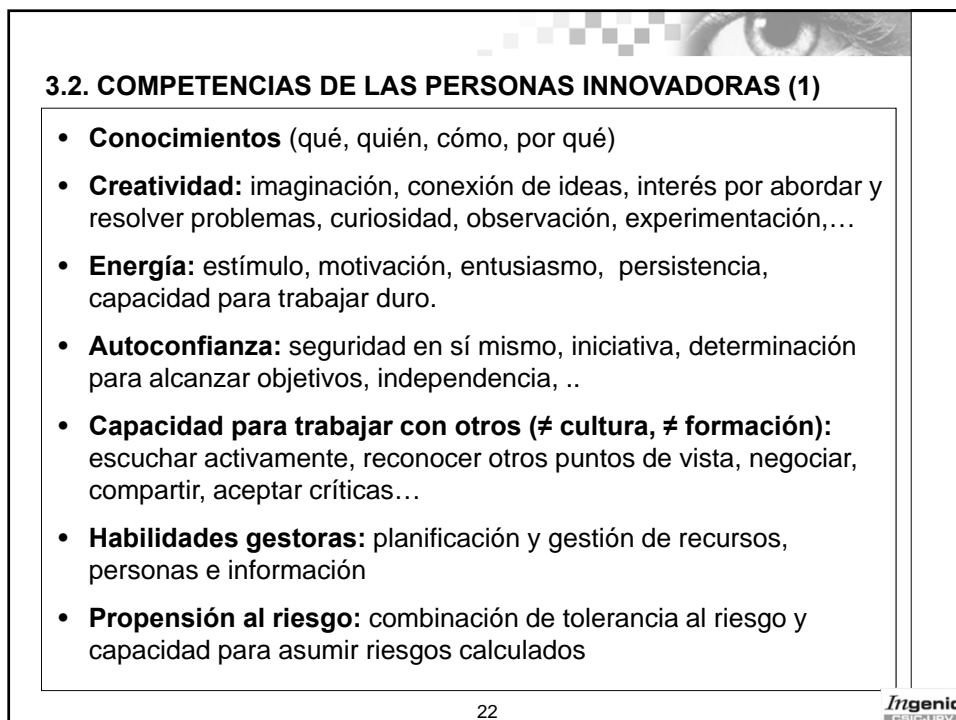 3.2. COMPETENCIAS DE LAS PERSONAS INNOVADORAS (1)
• Conocimientos (qué, quién, cómo, por qué)
• Creatividad: imaginación, conexión de ideas, interés por abordar y
resolver problemas, curiosidad, observación, experimentación,…
• Energía: estímulo, motivación, entusiasmo, persistencia,
capacidad para trabajar duro.
• Autoconfianza: seguridad en sí mismo, iniciativa, determinación
para alcanzar objetivos, independencia, ..
• Capacidad para trabajar con otros (≠ cultura, ≠ formación):
escuchar activamente, reconocer otros puntos de vista, negociar,
compartir, aceptar críticas…
• Habilidades gestoras: planificación y gestión de recursos,
personas e información
• Propensión al riesgo: combinación de tolerancia al riesgo y
capacidad para asumir riesgos calculados
22
Ingenio
CSIC-UPV